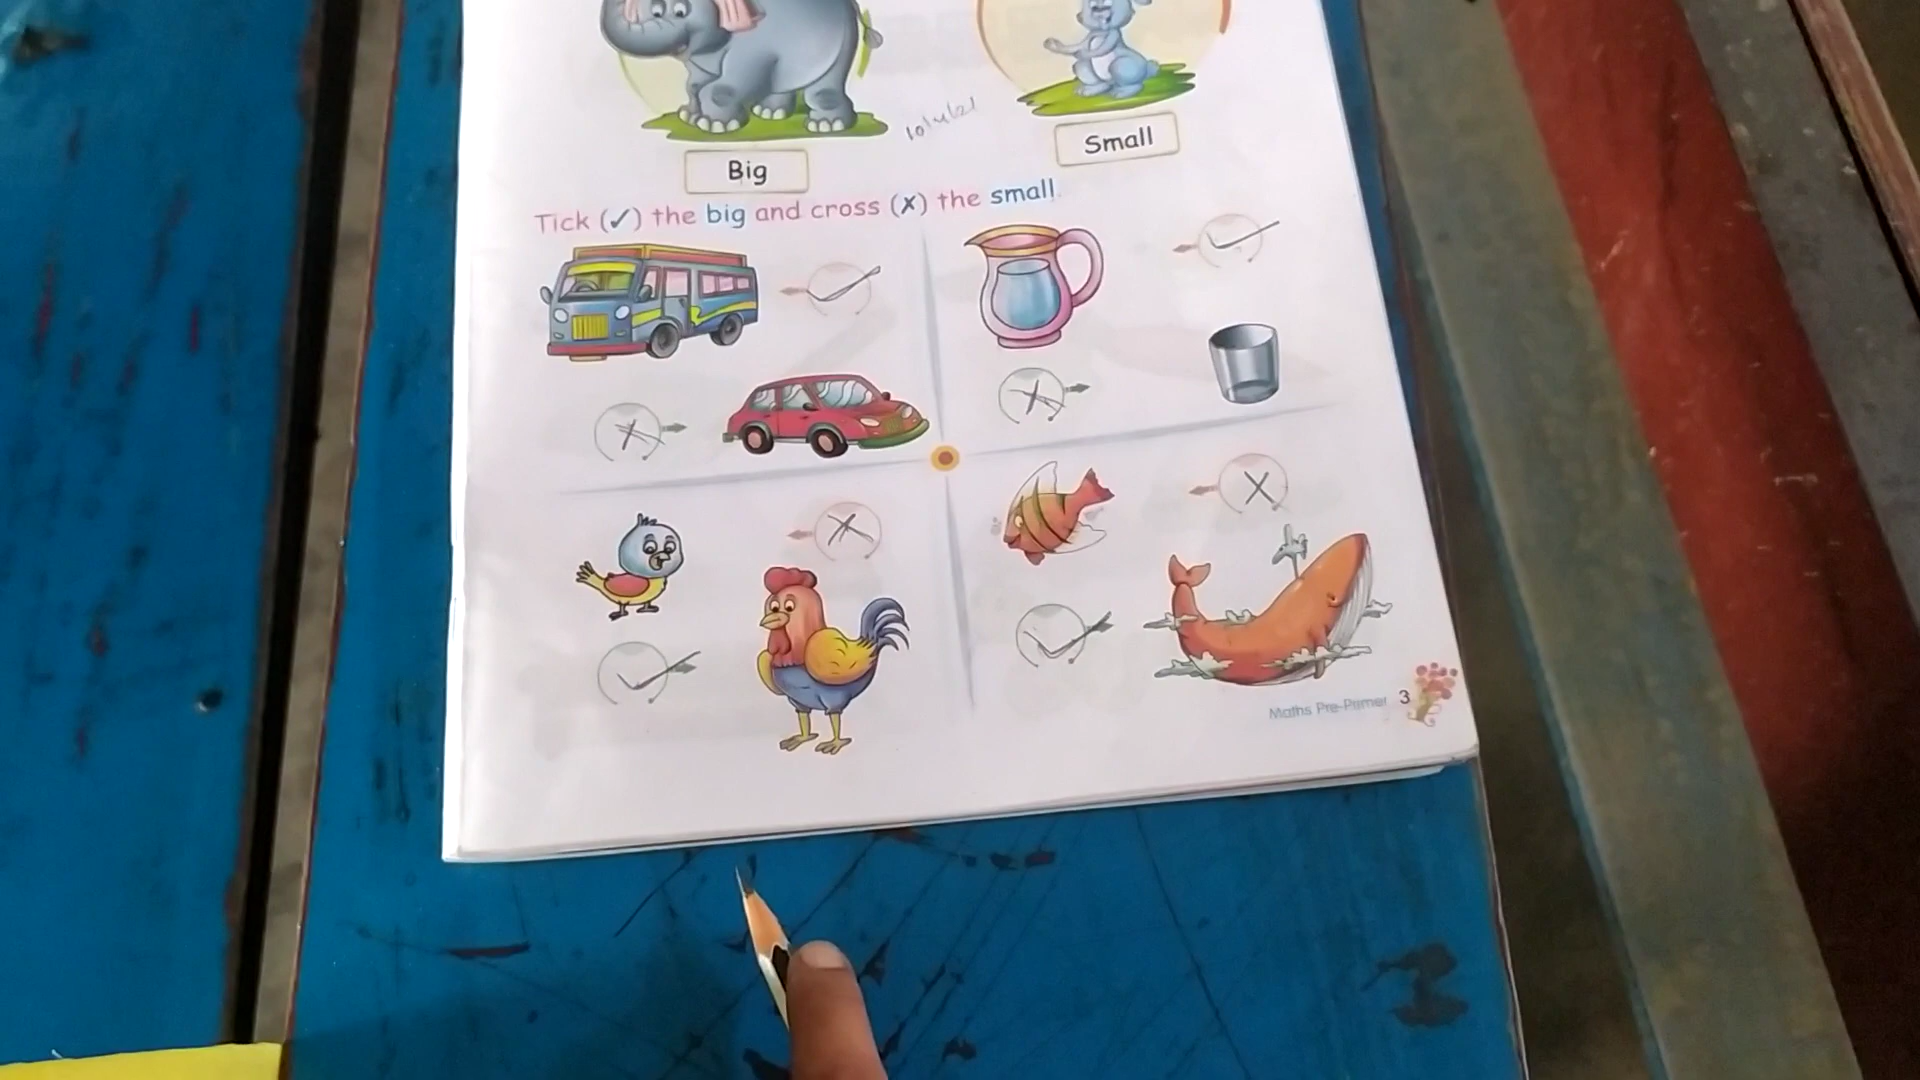 Big
Small
Tick (✓) the big and cross (✗) the small.
Maths Pre-Primer 3